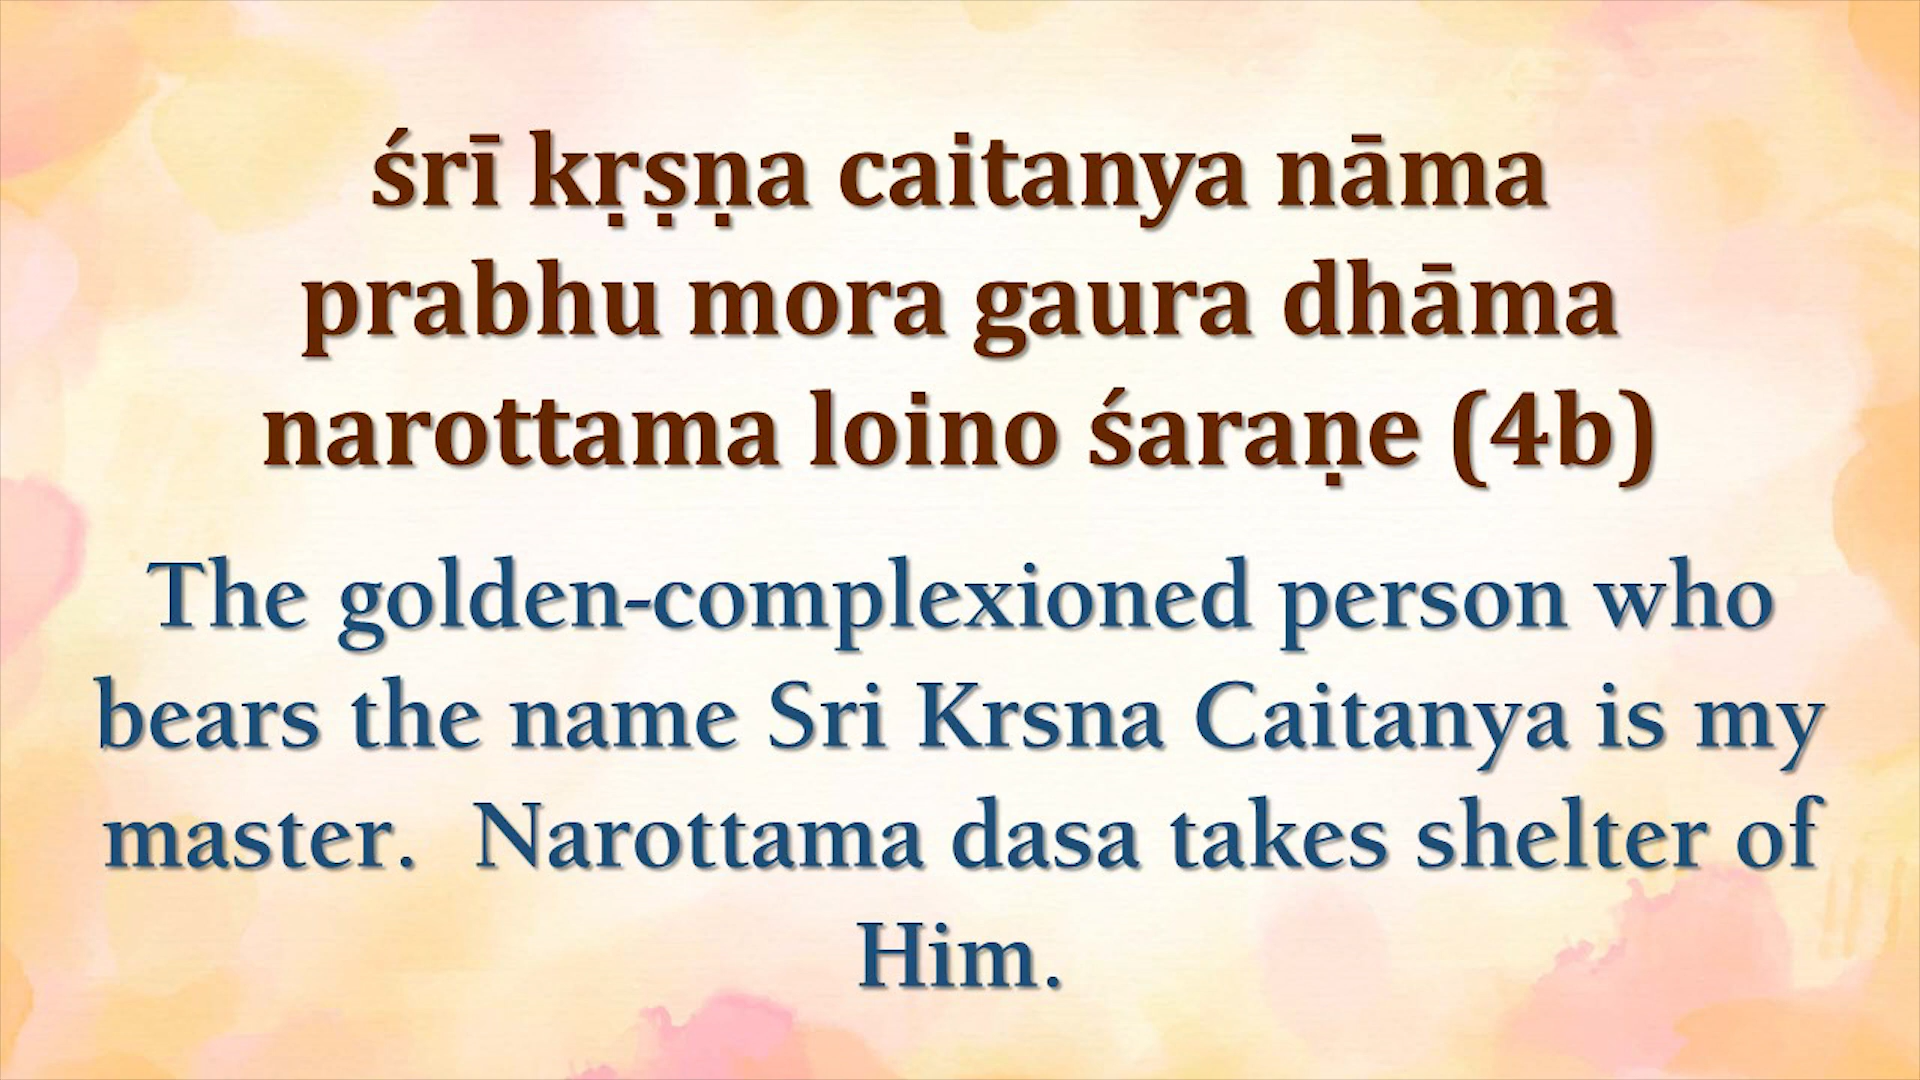 śrī kṛṣṇa caitanya nāma
prabhu mora gaura dhāma
narottama loino śaraṇe (4b)
The golden-complexioned person who
bears the name Sri Krsna Caitanya is my
master.  Narottama dasa takes shelter of
Him.